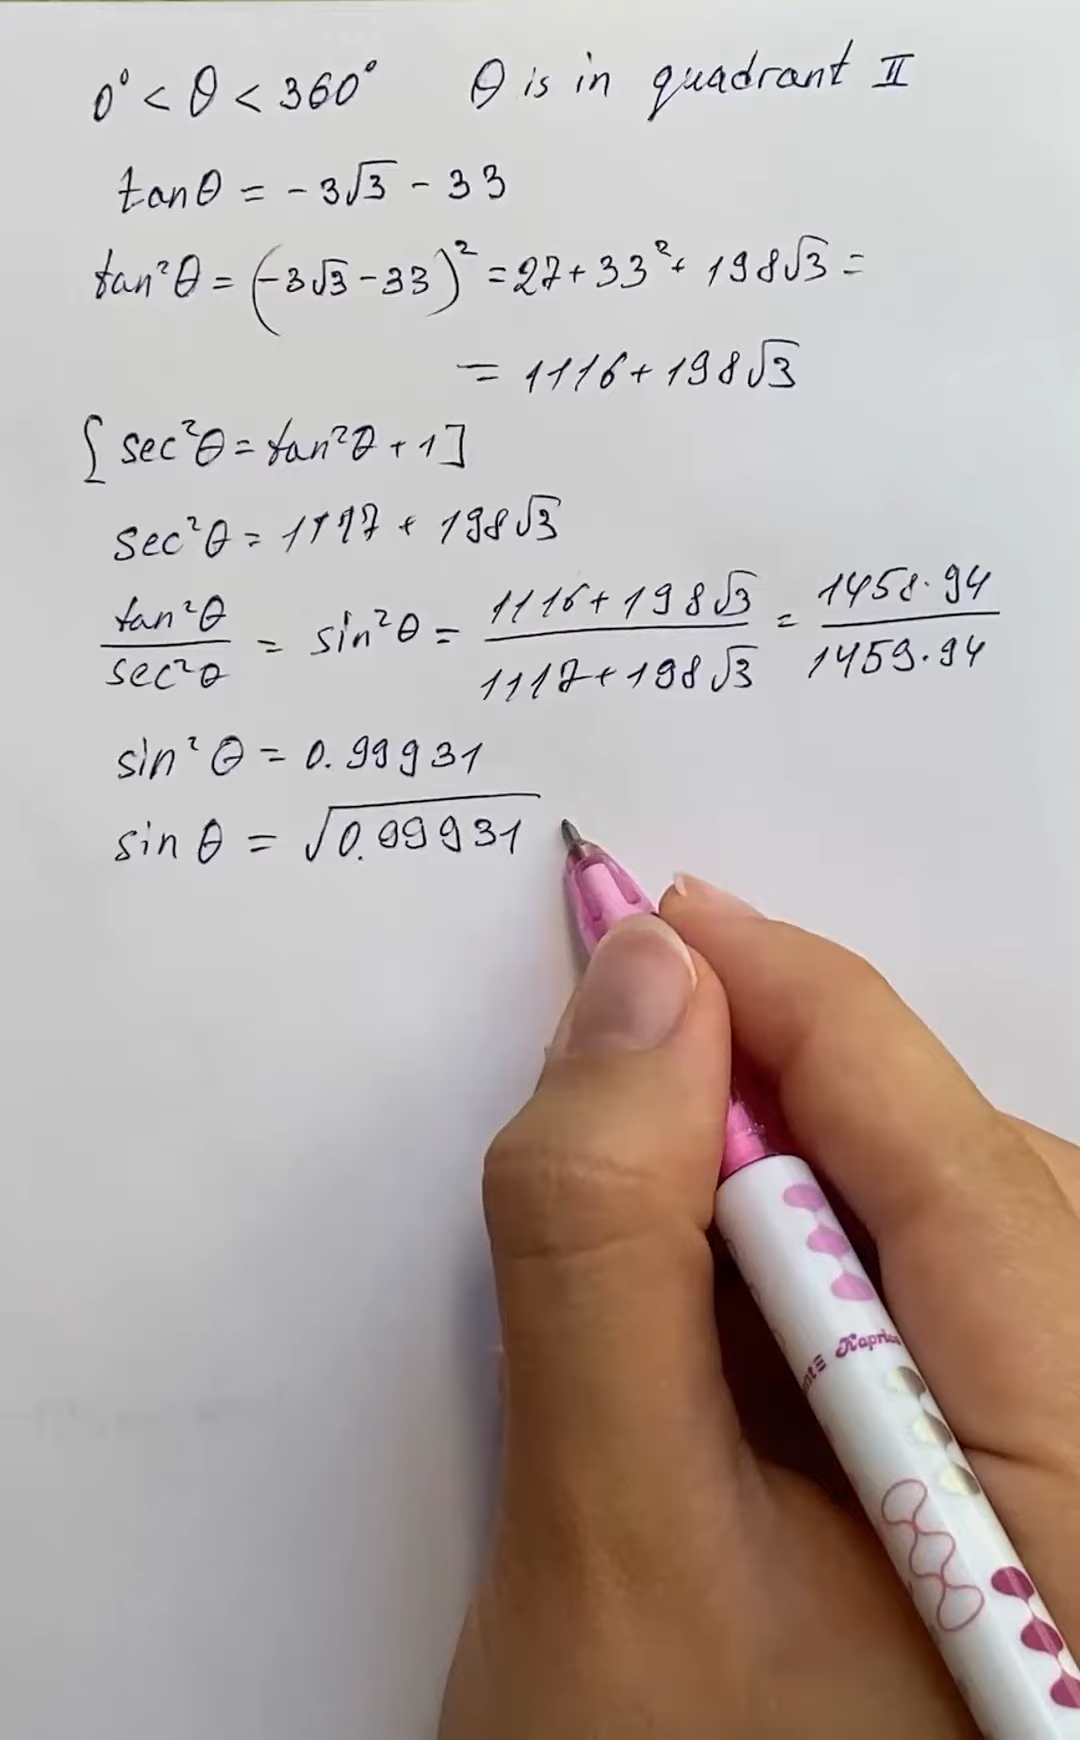 0° < θ < 360° θ is in quadrant II
tanθ = -3√3 - 33
tan²θ = (-3√3 - 33)² = 27 + 33² + 198√3 =
= 1116 + 198√3
[sec²θ = tan²θ + 1]
sec²θ = 1117 + 198√3
tan²θ/sec²θ = sin²θ = (1116 + 198√3)/(1117 + 198√3) = 1458.94/1459.94
sin²θ = 0.99931
sin θ = √0.99931
Kaprico